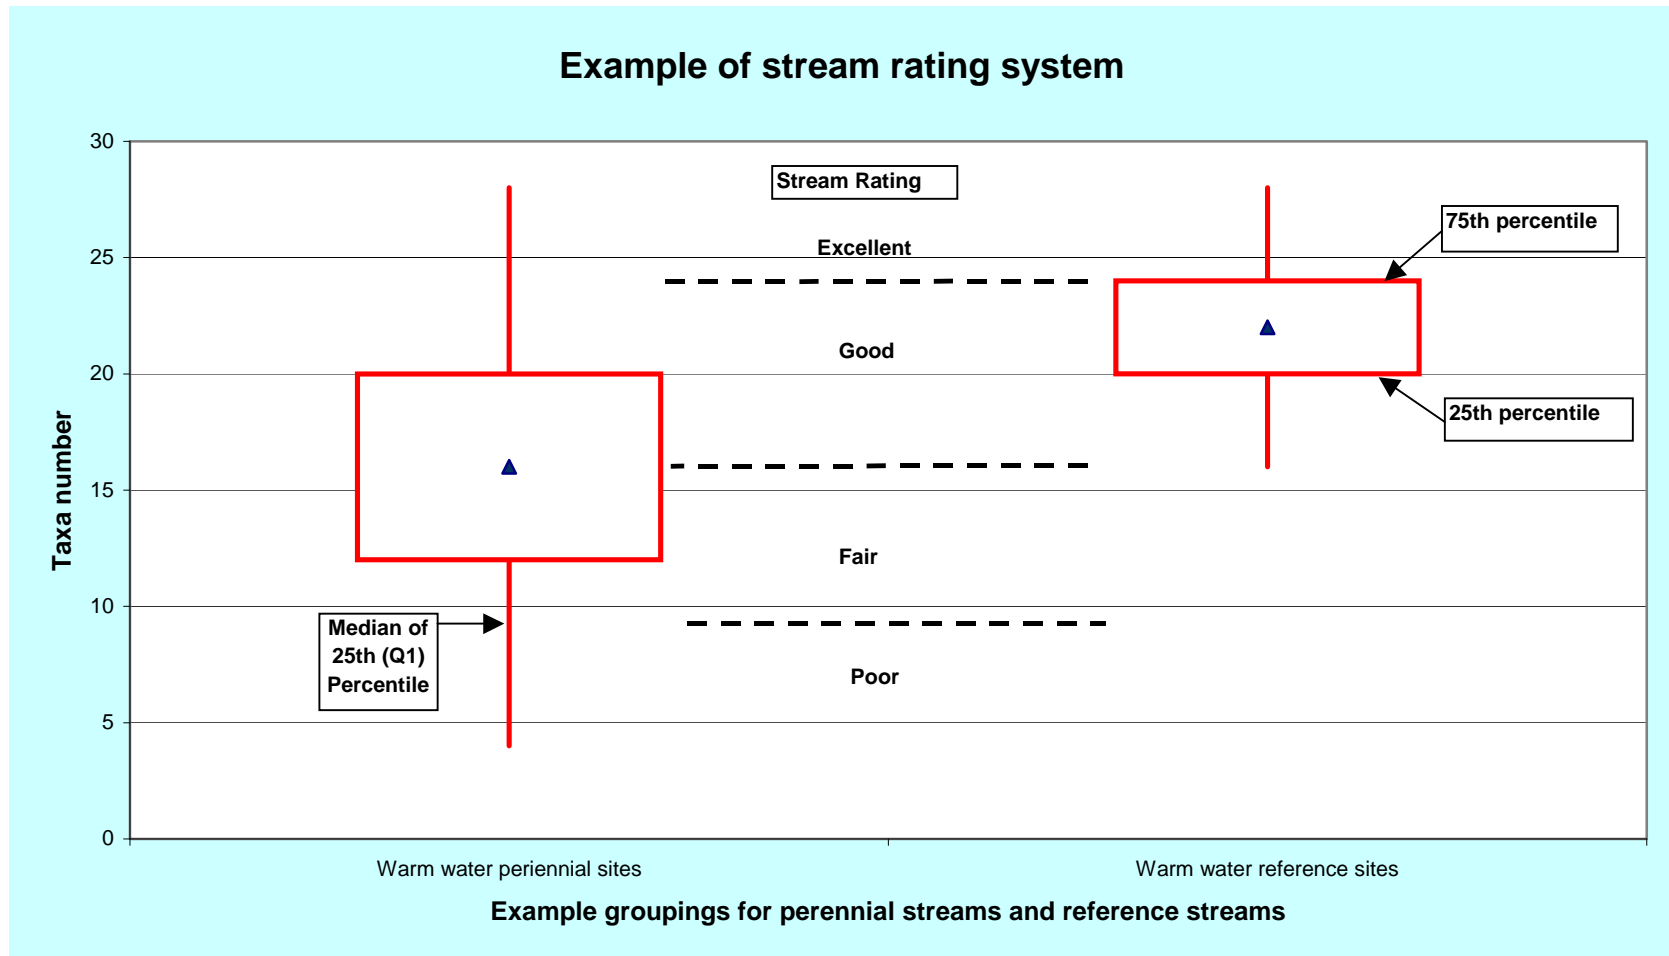 Example of stream rating system
30
25
20
15
10
5
0
Taxa number
Stream Rating
Excellent
Good
Fair
Poor
75th percentile
25th percentile
Median of
25th (Q1)
Percentile
Warm water periennial sites
Warm water reference sites
Example groupings for perennial streams and reference streams